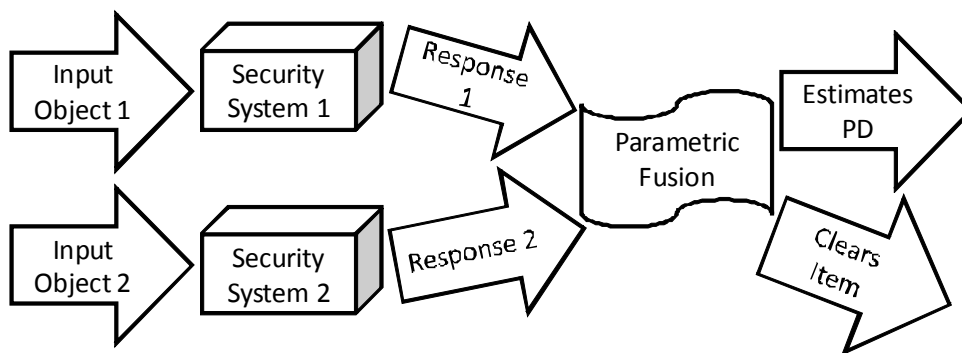 Input
Object 1
Security
System 1
Response
1
Input
Object 2
Security
System 2
Response 2
Parametric
Fusion
Estimates
PD
Clears
Item